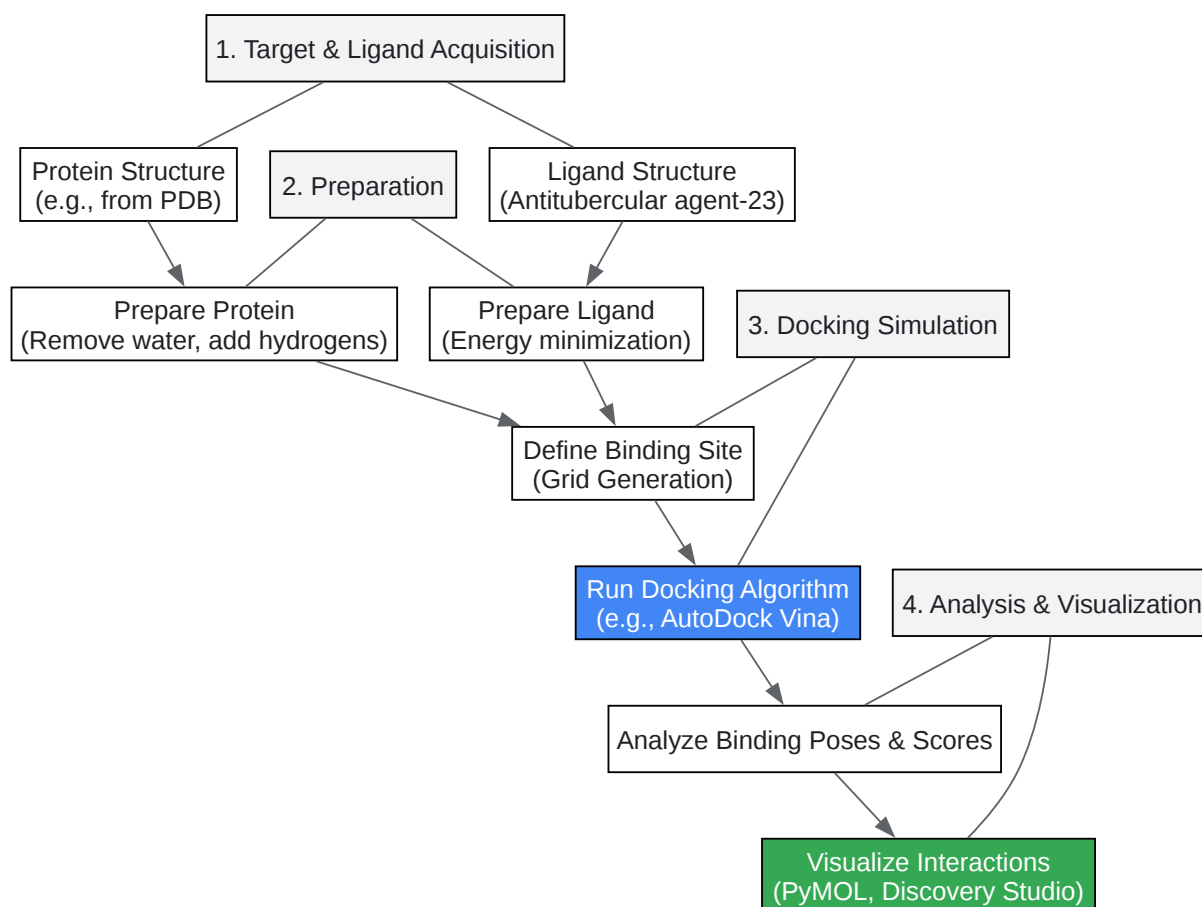 1. Target & Ligand Acquisition
Protein Structure
(e.g., from PDB)
2. Preparation
Ligand Structure
(Antitubercular agent-23)
Prepare Protein
(Remove water, add hydrogens)
Prepare Ligand
(Energy minimization)
3. Docking Simulation
Define Binding Site
(Grid Generation)
Run Docking Algorithm
(e.g., AutoDock Vina)
4. Analysis & Visualization
Analyze Binding Poses & Scores
Visualize Interactions
(PyMOL, Discovery Studio)